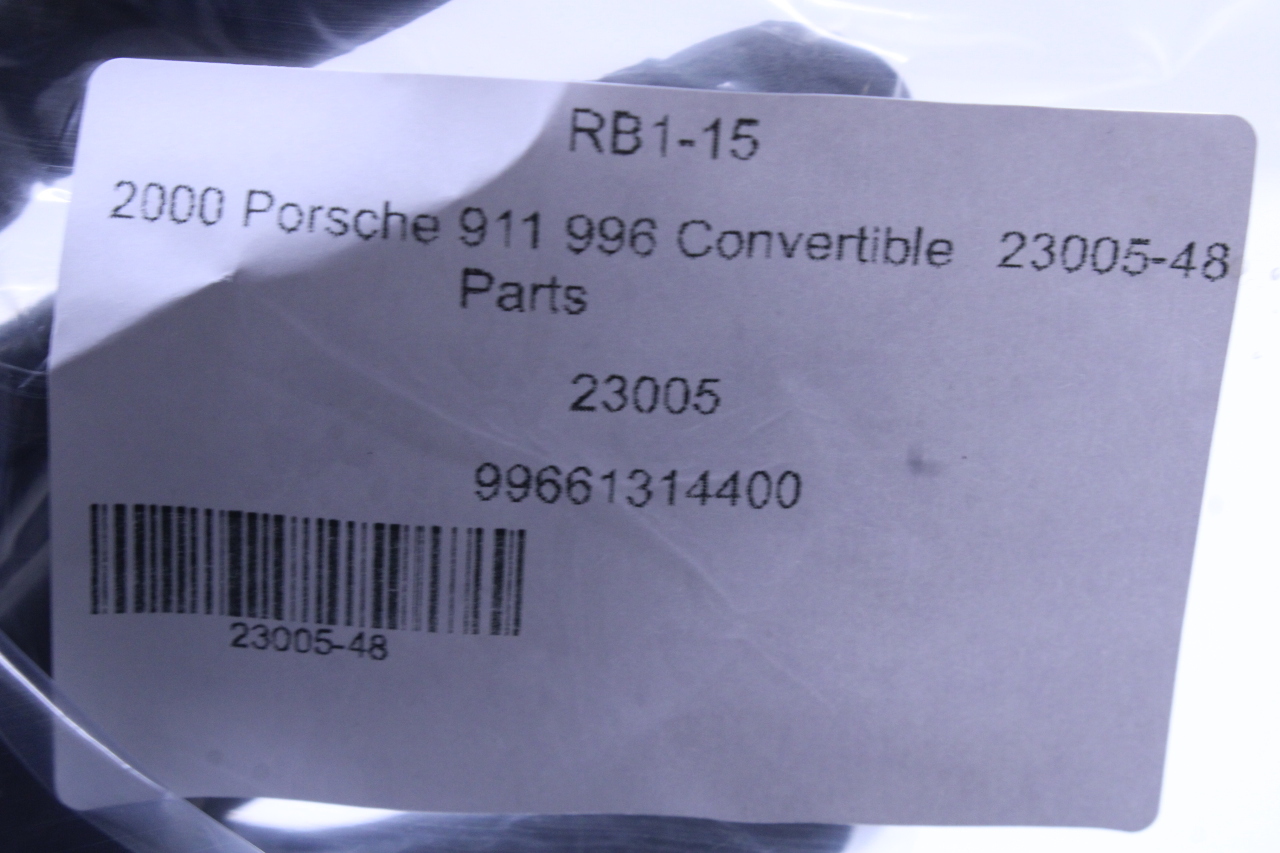 RB1-15
2000 Porsche 911 996 Convertible 23005-48
Parts
23005
99661314400
23005-48